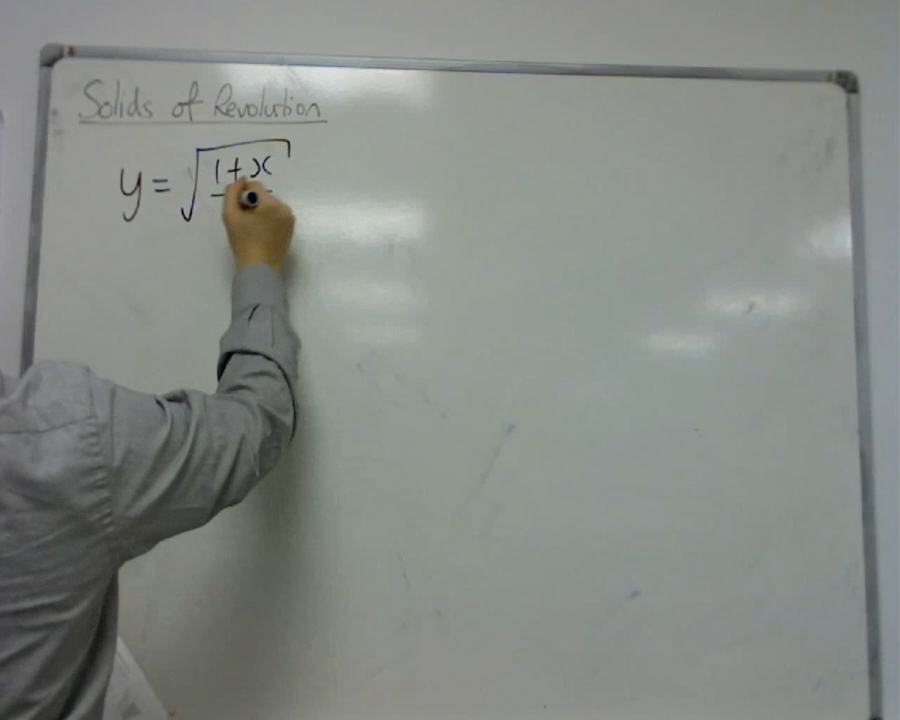 Solids of Revolution
y = √(1+x